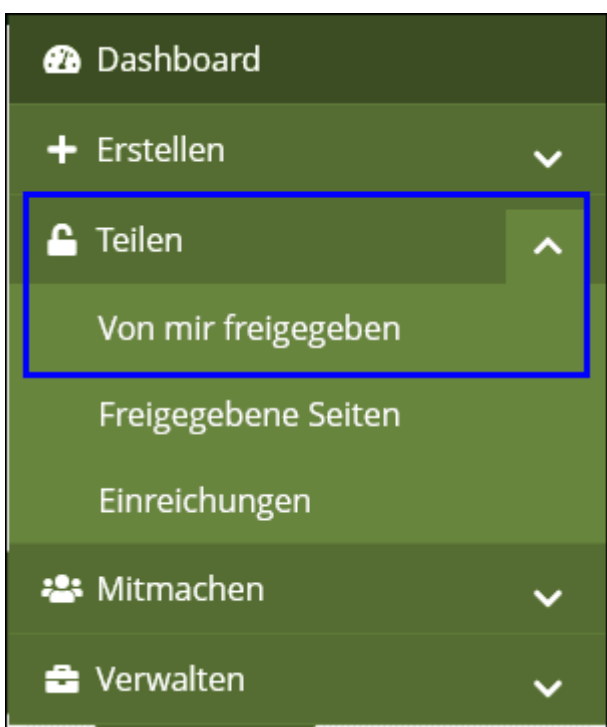 Dashboard
Erstellen
Teilen
Von mir freigegeben
Freigegebene Seiten
Einreichungen
Mitmachen
Verwalten